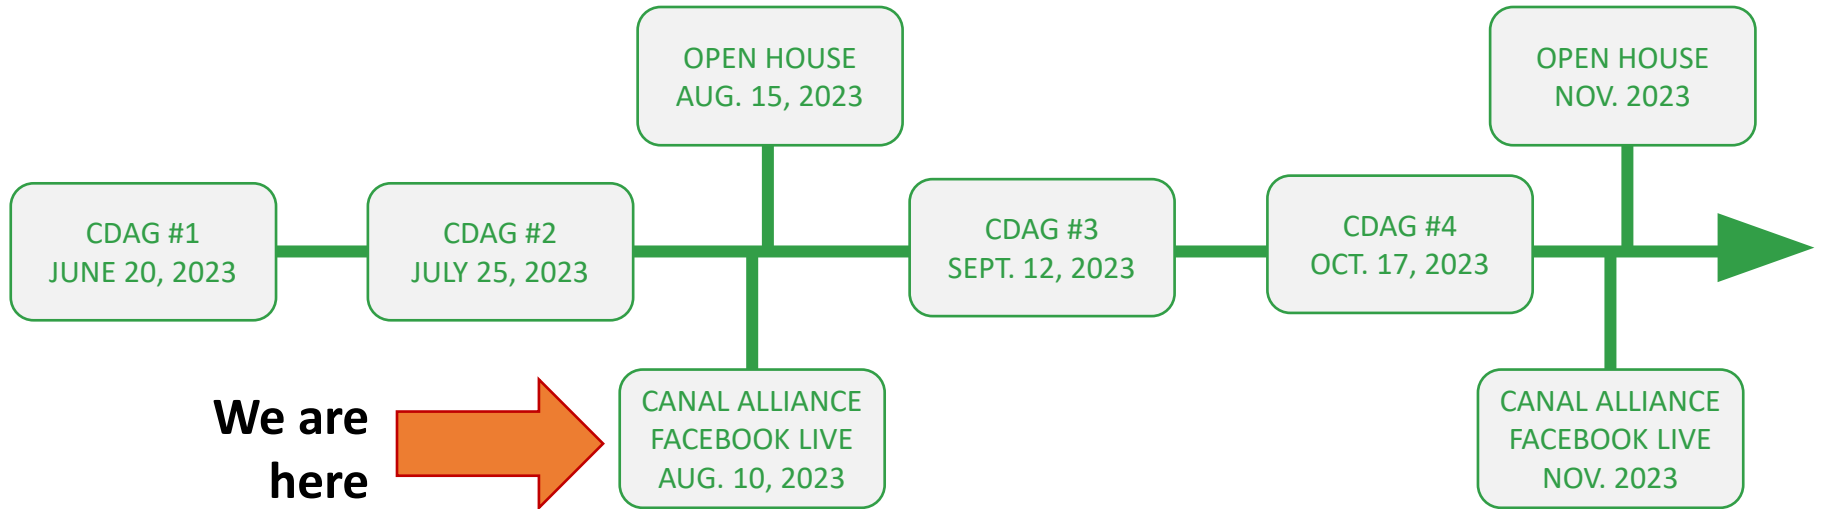 OPEN HOUSE
AUG. 15, 2023
OPEN HOUSE
NOV. 2023
CDAG #1
JUNE 20, 2023
CDAG #2
JULY 25, 2023
CDAG #3
SEPT. 12, 2023
CDAG #4
OCT. 17, 2023
We are
here
CANAL ALLIANCE
FACEBOOK LIVE
AUG. 10, 2023
CANAL ALLIANCE
FACEBOOK LIVE
NOV. 2023